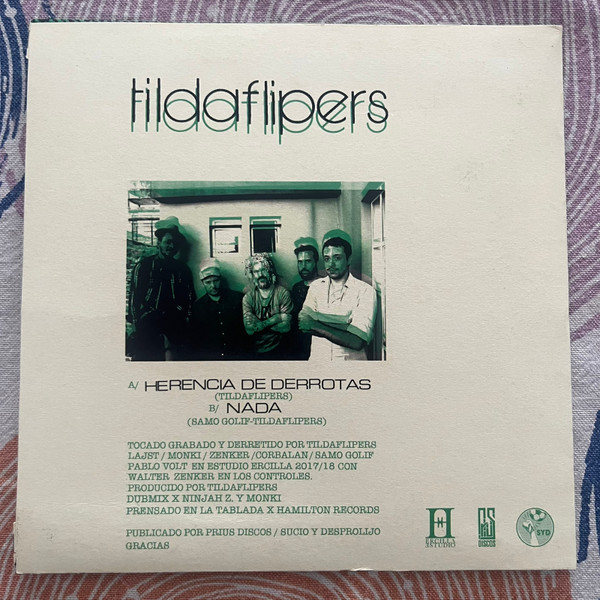 tildaflipers
A/ HERENCIA DE DERROTAS
(TILDAFLIPERS)
B/ NADA
(SAMO GOLIF-TILDAFLIPERS)
TOCADO GRABADO Y DERRETIDO POR TILDAFLIPERS
LAJST / MONKI / ZENKER /CORBALAN/ SAMO GOLIF
PABLO VOLT EN ESTUDIO ERCILLA 2017/18 CON
WALTER ZENKER EN LOS CONTROLES.
PRODUCIDO POR TILDAFLIPERS
DUBMIX X NINJAH Z. Y MONKI
PRENSADO EN LA TABLADA X HAMILTON RECORDS
PUBLICADO POR PRIUS DISCOS / SUCIO Y DESPROLIJO
GRACIAS
ERCILLA
ESTUDIO
DISCOS
SYD